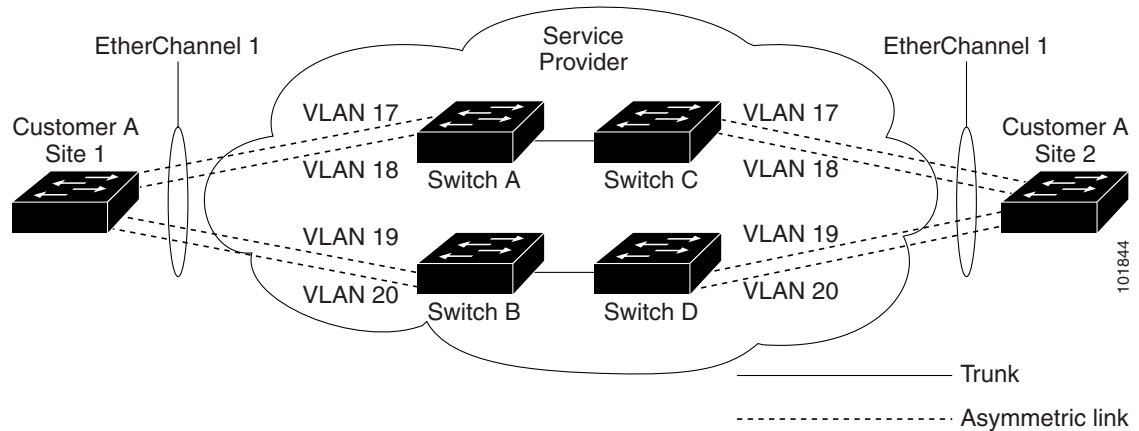 Service
Provider
EtherChannel 1
EtherChannel 1
Customer A
Site 1
VLAN 17
VLAN 18
Switch A
Switch C
VLAN 17
VLAN 18
Customer A
Site 2
VLAN 19
VLAN 20
Switch B
Switch D
VLAN 19
VLAN 20
101844
Trunk
Asymmetric link